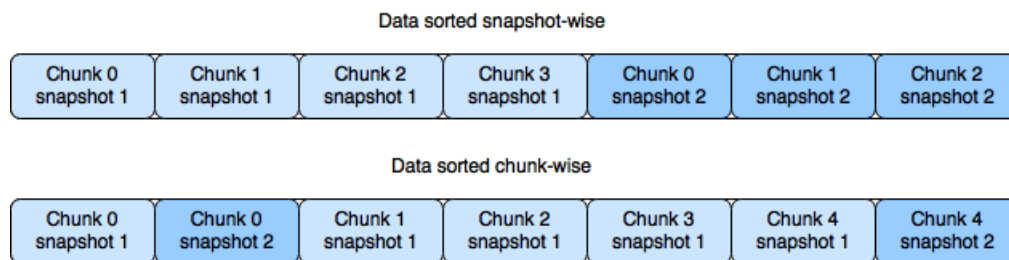 Data sorted snapshot-wise
Chunk 0 Chunk 1 Chunk 2 Chunk 3 Chunk 0 Chunk 1 Chunk 2
snapshot 1 snapshot 1 snapshot 1 snapshot 1 snapshot 2 snapshot 2 snapshot 2
Data sorted chunk-wise
Chunk 0 Chunk 0 Chunk 1 Chunk 2 Chunk 3 Chunk 4 Chunk 4
snapshot 1 snapshot 2 snapshot 1 snapshot 1 snapshot 1 snapshot 1 snapshot 2